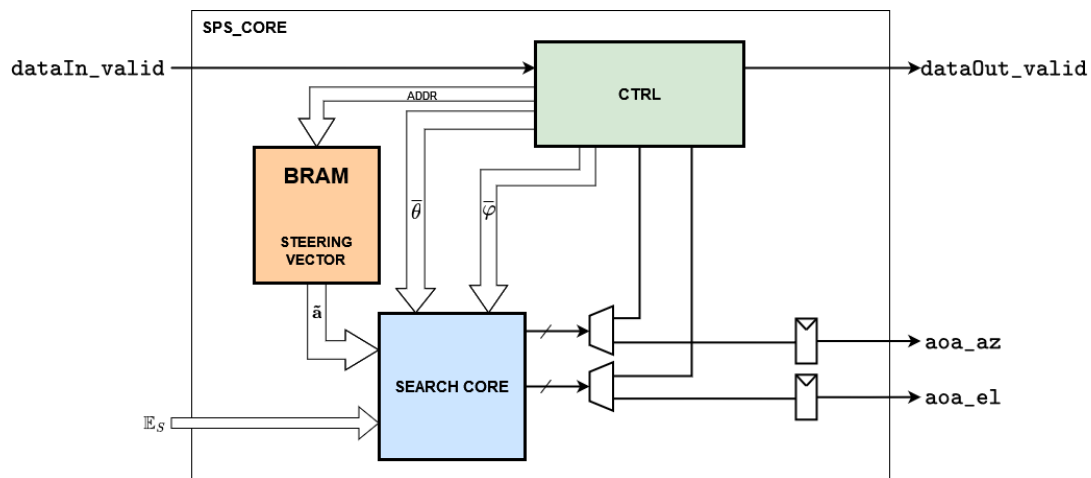 SPS_CORE
dataIn_valid
dataOut_valid
CTRL
ADDR
BRAM
STEERING
VECTOR
θ̅
φ̅
ã
SEARCH CORE
aoa_az
aoa_el
𝔼_S